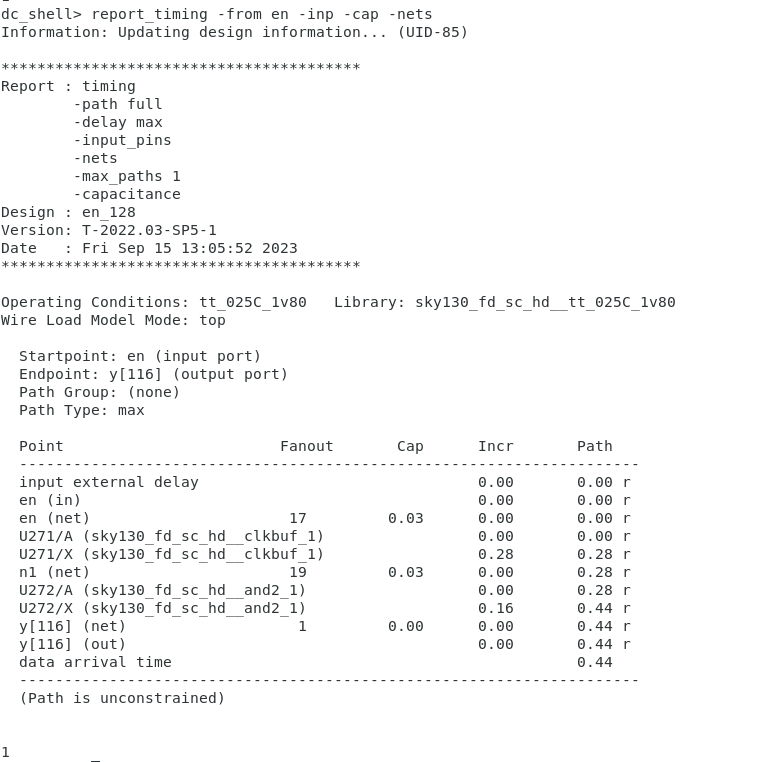 dc_shell> report_timing -from en -inp -cap -nets
Information: Updating design information... (UID-85)
****************************************
Report : timing
        -path full
        -delay max
        -input_pins
        -nets
        -max_paths 1
        -capacitance
Design : en_128
Version: T-2022.03-SP5-1
Date   : Fri Sep 15 13:05:52 2023
****************************************
Operating Conditions: tt_025C_1v80   Library: sky130_fd_sc_hd__tt_025C_1v80
Wire Load Model Mode: top
  Startpoint: en (input port)
  Endpoint: y[116] (output port)
  Path Group: (none)
  Path Type: max
  Point                        Fanout       Cap      Incr       Path
  ---------------------------------------------------------------------
  input external delay                               0.00       0.00 r
  en (in)                                            0.00       0.00 r
  en (net)                      17         0.03      0.00       0.00 r
  U271/A (sky130_fd_sc_hd__clkbuf_1)                 0.00       0.00 r
  U271/X (sky130_fd_sc_hd__clkbuf_1)                 0.28       0.28 r
  n1 (net)                      19         0.03      0.00       0.28 r
  U272/A (sky130_fd_sc_hd__and2_1)                   0.00       0.28 r
  U272/X (sky130_fd_sc_hd__and2_1)                   0.16       0.44 r
  y[116] (net)                   1         0.00      0.00       0.44 r
  y[116] (out)                                       0.00       0.44 r
  data arrival time                                             0.44
  ---------------------------------------------------------------------
  (Path is unconstrained)
1